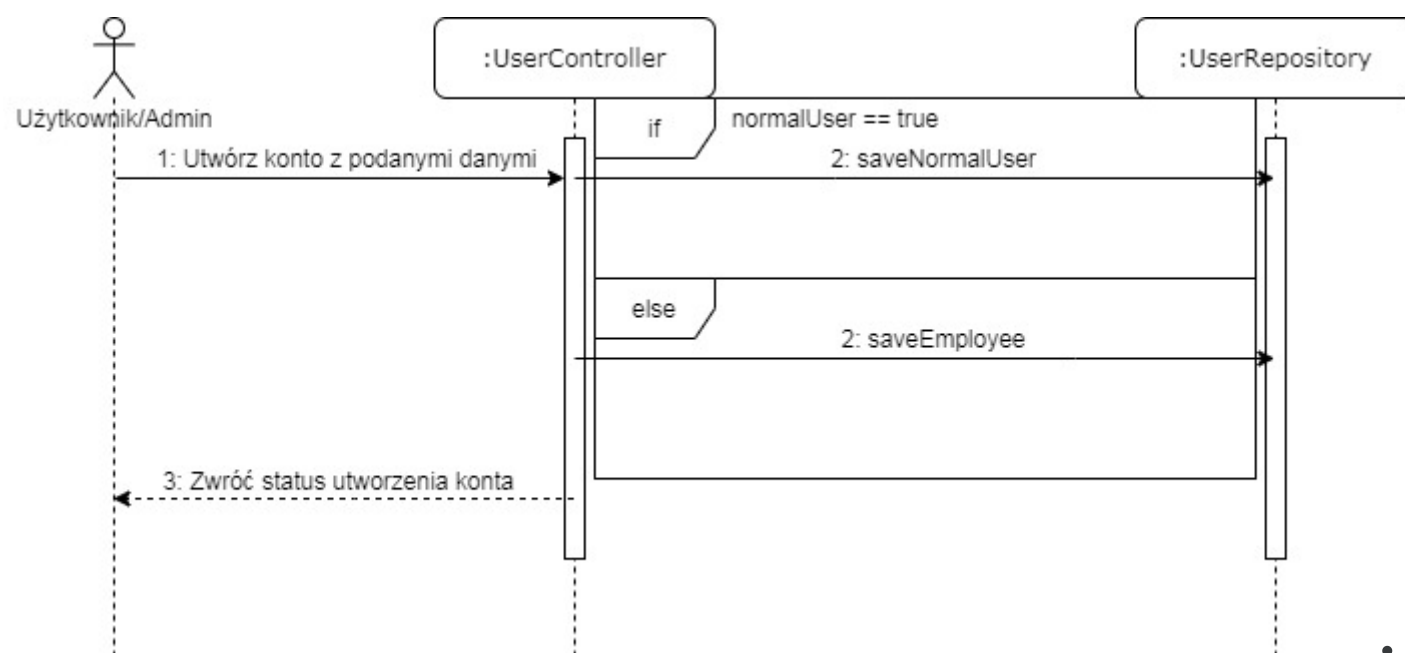 :UserController
:UserRepository
Użytkownik/Admin
if
normalUser == true
1: Utwórz konto z podanymi danymi
2: saveNormalUser
else
2: saveEmployee
3: Zwróć status utworzenia konta